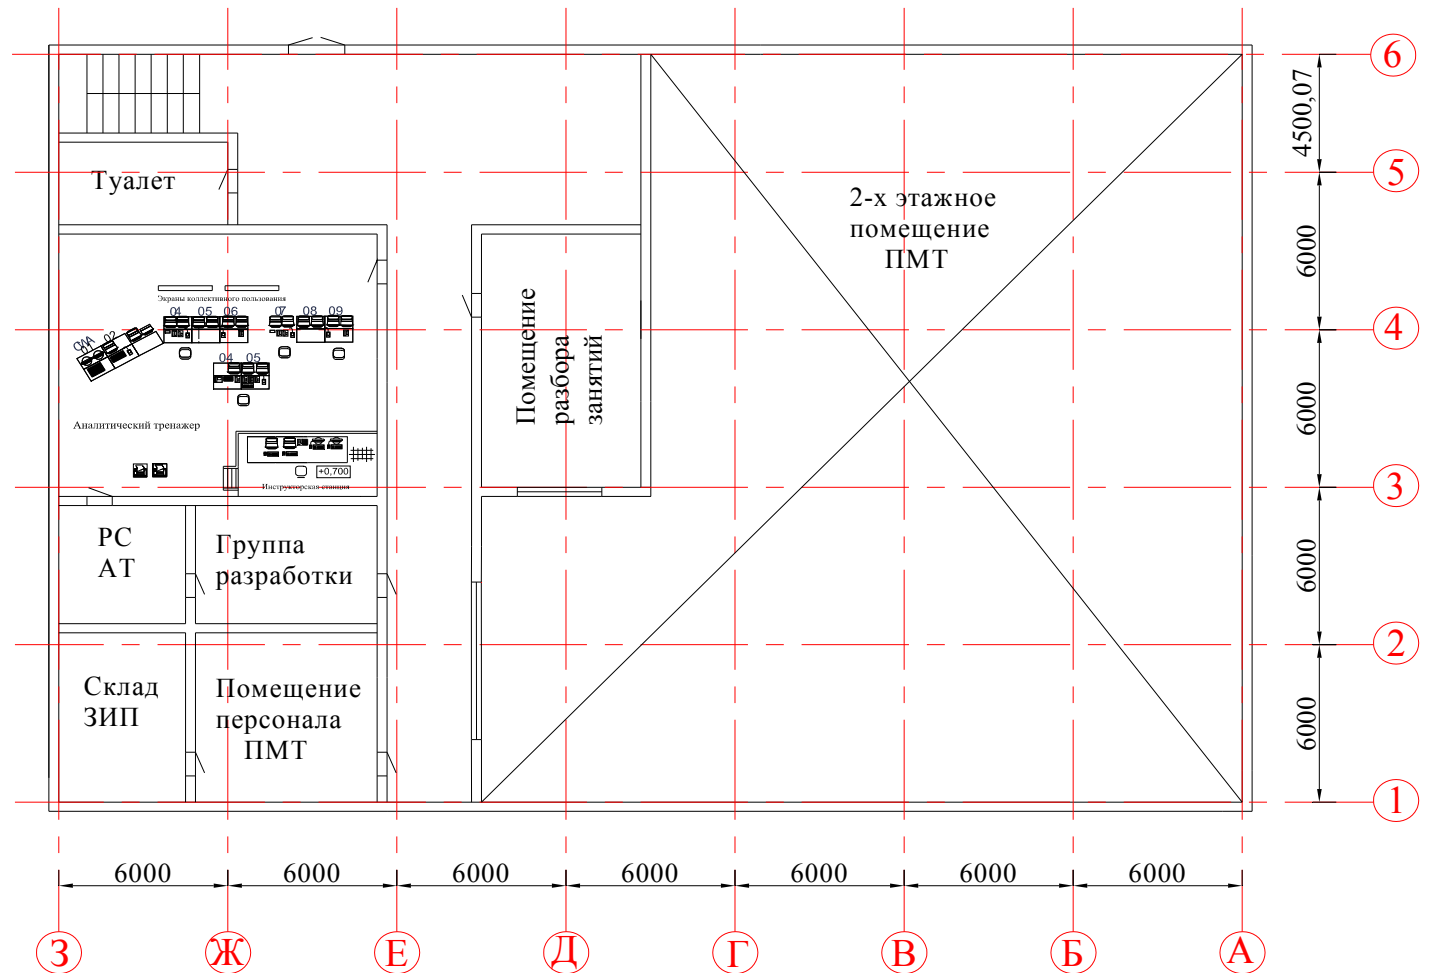 6
4500,07
Туалет
5
2-х этажное
помещение
ПМТ
6000
Экраны коллективного пользования
04 05 06
07 08 09
02
4
Помещение
разбора
занятий
04 05
6000
Аналитический тренажер
+0,700
Инструкторская станция
3
РС
АТ
Группа
разработки
6000
2
Склад
ЗИП
Помещение
персонала
ПМТ
6000
1
6000 6000 6000 6000 6000 6000 6000
З Ж Е Д Г В Б А